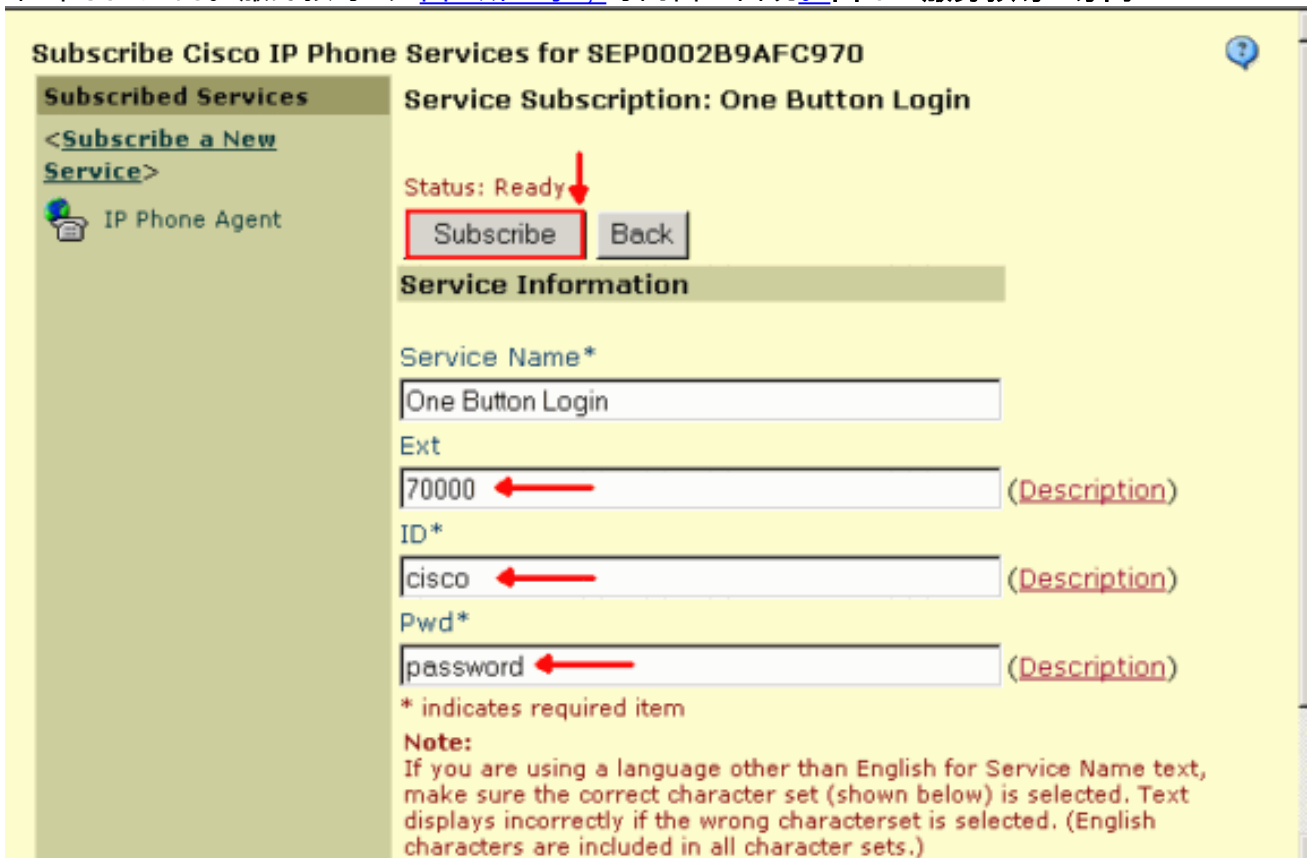 Subscribe Cisco IP Phone Services for SEP0002B9AFC970
Subscribed Services
<Subscribe a New
Service>
IP Phone Agent
Service Subscription: One Button Login
Status: Ready
Subscribe Back
Service Information
Service Name*
One Button Login
Ext
70000 (Description)
ID*
cisco (Description)
Pwd*
password (Description)
* indicates required item
Note:
If you are using a language other than English for Service Name text,
make sure the correct character set (shown below) is selected. Text
displays incorrectly if the wrong characterset is selected. (English
characters are included in all character sets.)